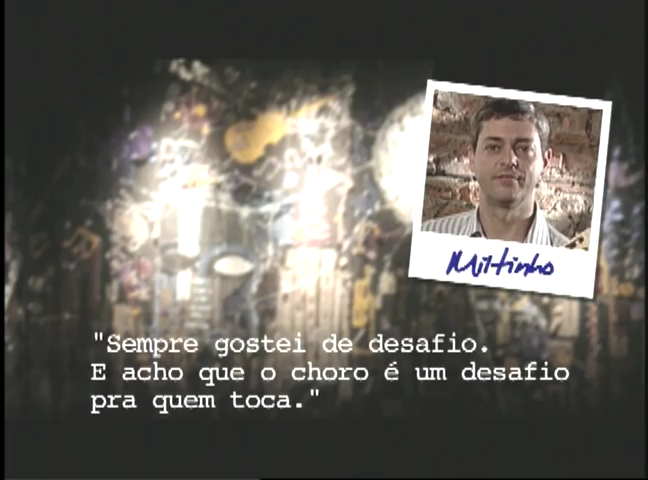 Miltinho
"Sempre gostei de desafio.
E acho que o choro é um desafio
pra quem toca."